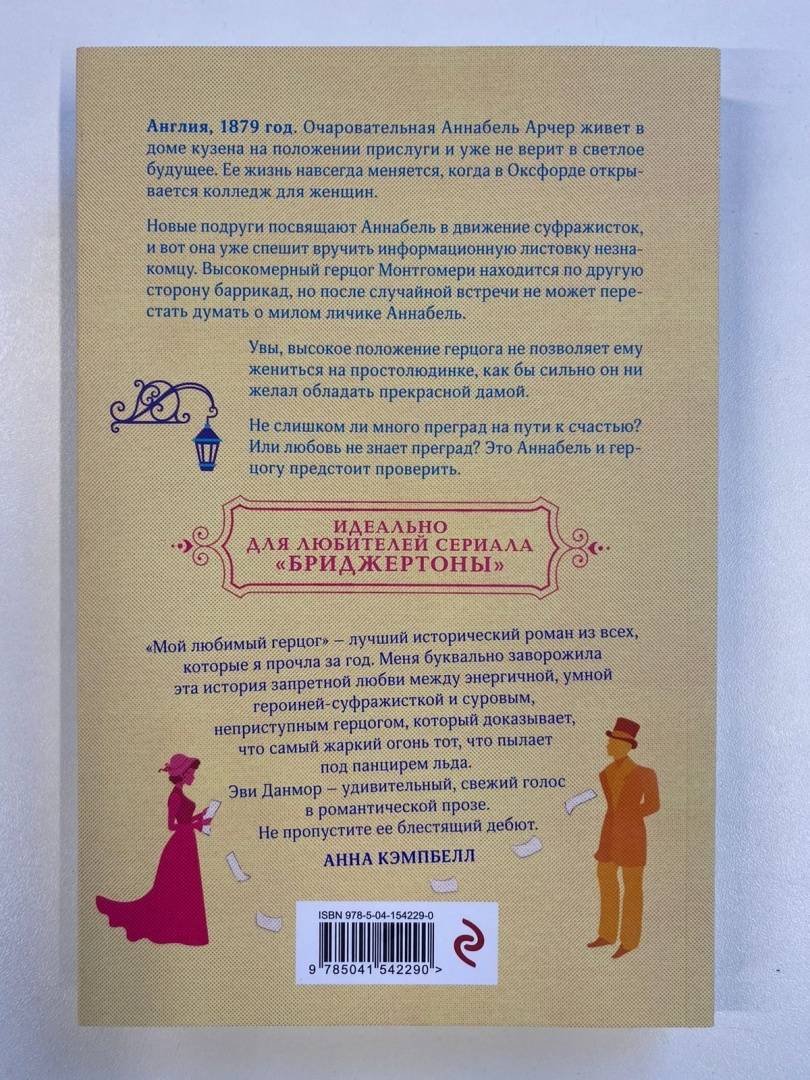 Англия, 1879 год. Очаровательная Аннабель Арчер живет в
доме кузена на положении прислуги и уже не верит в светлое
будущее. Ее жизнь навсегда меняется, когда в Оксфорде откры-
вается колледж для женщин.
Новые подруги посвящают Аннабель в движение суфражисток,
и вот она уже спешит вручить информационную листовку незна-
комцу. Высокомерный герцог Монтгомери находится по другую
сторону баррикад, но после случайной встречи не может пере-
стать думать о милом личике Аннабель.
Увы, высокое положение герцога не позволяет ему
жениться на простолюдинке, как бы сильно он ни
желал обладать прекрасной дамой.
Не слишком ли много преград на пути к счастью?
Или любовь не знает преград? Это Аннабель и гер-
цогу предстоит проверить.
ИДЕАЛЬНО
ДЛЯ ЛЮБИТЕЛЕЙ СЕРИАЛА
«БРИДЖЕРТОНЫ»
«Мой любимый герцог» – лучший исторический роман из всех,
которые я прочла за год. Меня буквально заворожила
эта история запретной любви между энергичной, умной
героиней-суфражисткой и суровым,
неприступным герцогом, который доказывает,
что самый жаркий огонь тот, что пылает
под панцирем льда.
Эви Данмор – удивительный, свежий голос
в романтической прозе.
Не пропустите ее блестящий дебют.
АННА КЭМПБЕЛЛ
ISBN 978-5-04-154229-0
9 785041 542290>